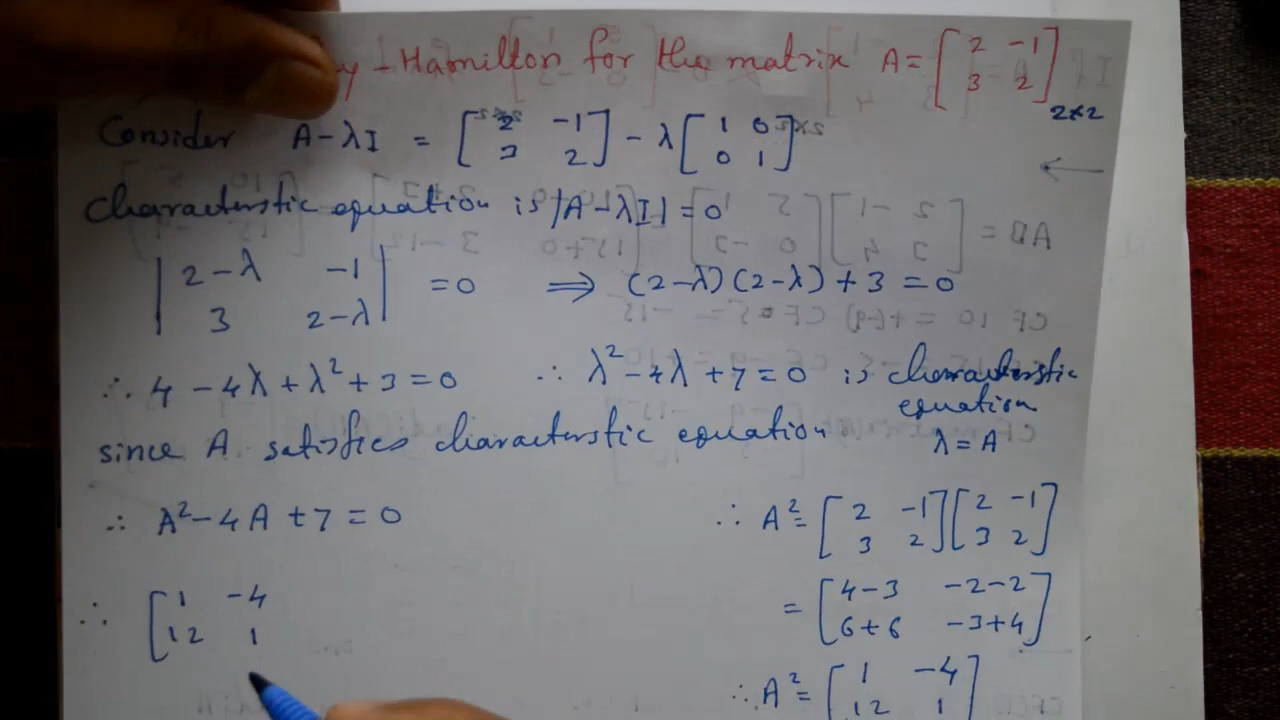 y - Hamilton for the matrix A = [2 -1; 3 2] 2×2
Consider A - λI = [2 -1; 3 2] - λ [1 0; 0 1]
characterstic equation is |A - λI| = 0
|2-λ -1; 3 2-λ| = 0 ⟹ (2-λ)(2-λ) + 3 = 0
∴ 4 - 4λ + λ² + 3 = 0 ∴ λ² - 4λ + 7 = 0 is characterstic
equation
since A satisfies characterstic equation λ = A
∴ A² - 4A + 7 = 0
∴ [1 -4; 12 1
∴ A² = [2 -1; 3 2] [2 -1; 3 2]
= [4-3 -2-2; 6+6 -3+4]
∴ A² = [1 -4; 12 1]